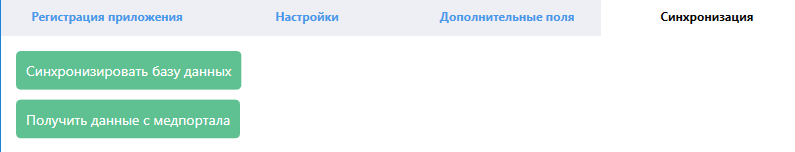 Регистрация приложения Настройки Дополнительные поля Синхронизация
Синхронизировать базу данных
Получить данные с медпортала